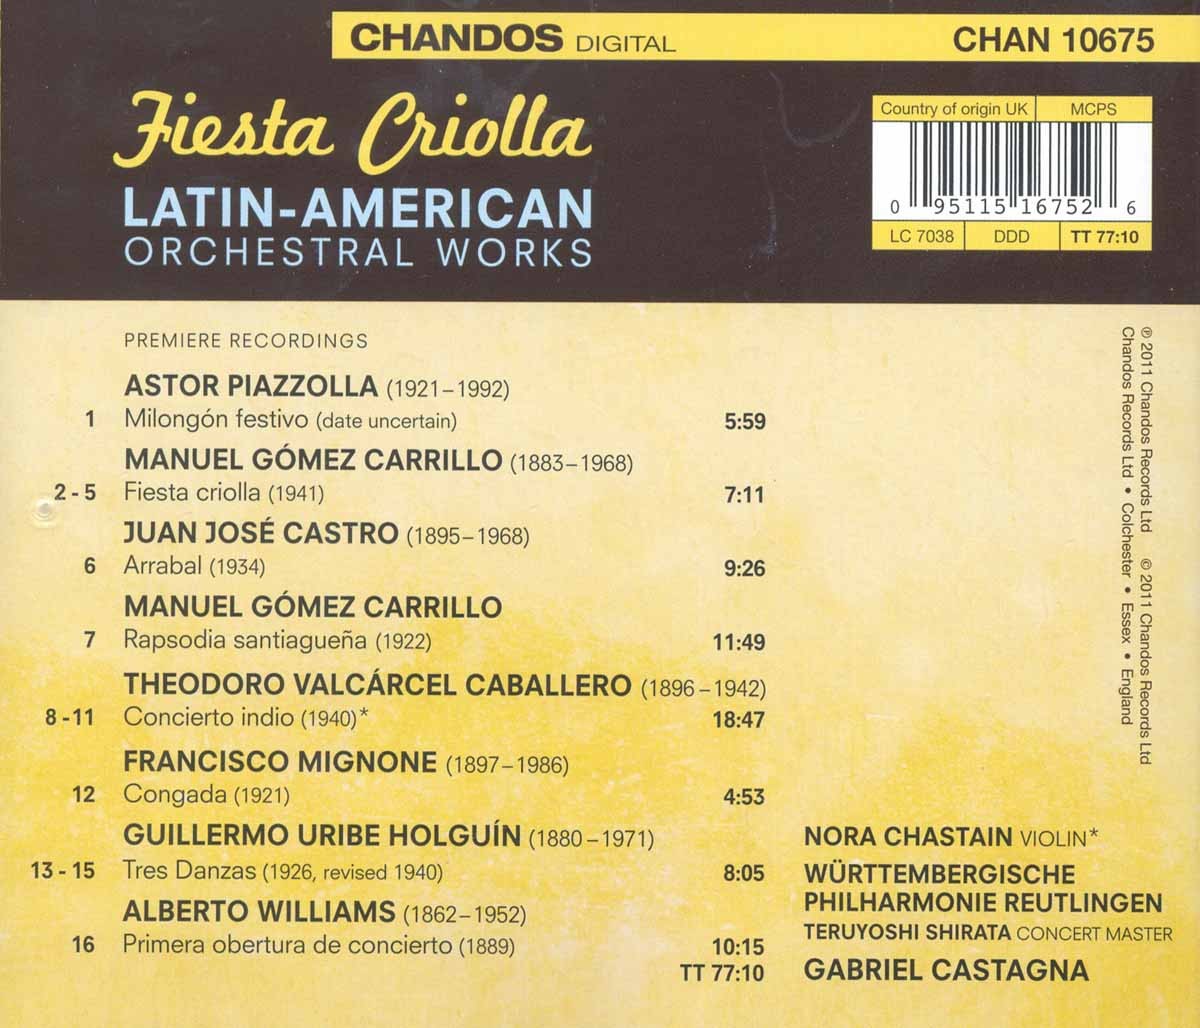 CHANDOS DIGITAL CHAN 10675
Fiesta Criolla
LATIN-AMERICAN
ORCHESTRAL WORKS
Country of origin UK MCPS
0 95115 16752 6
LC 7038 DDD TT 77:10
PREMIERE RECORDINGS
ASTOR PIAZZOLLA (1921–1992)
1 Milongón festivo (date uncertain) 5:59
MANUEL GÓMEZ CARRILLO (1883–1968)
2 - 5 Fiesta criolla (1941) 7:11
JUAN JOSÉ CASTRO (1895–1968)
6 Arrabal (1934) 9:26
MANUEL GÓMEZ CARRILLO
7 Rapsodia santiagueña (1922) 11:49
THEODORO VALCÁRCEL CABALLERO (1896–1942)
8 -11 Concierto indio (1940)* 18:47
FRANCISCO MIGNONE (1897–1986)
12 Congada (1921) 4:53
GUILLERMO URIBE HOLGUÍN (1880–1971)
13 - 15 Tres Danzas (1926, revised 1940) 8:05
ALBERTO WILLIAMS (1862–1952)
16 Primera obertura de concierto (1889) 10:15
TT 77:10
NORA CHASTAIN VIOLIN*
WÜRTTEMBERGISCHE
PHILHARMONIE REUTLINGEN
TERUYOSHI SHIRATA CONCERT MASTER
GABRIEL CASTAGNA
℗ 2011 Chandos Records Ltd © 2011 Chandos Records Ltd
Chandos Records Ltd • Colchester • Essex • England